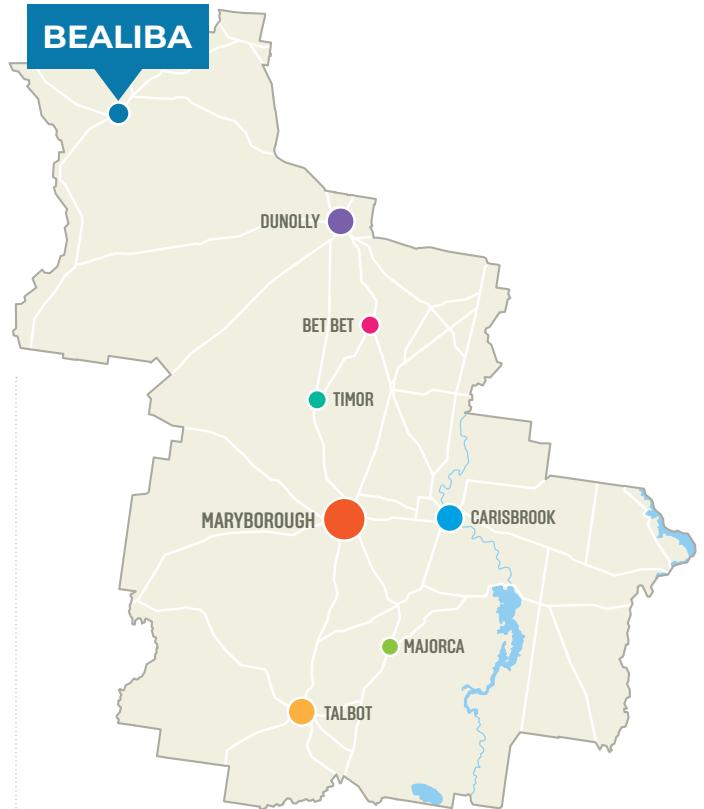 BEALIBA
DUNOLLY
BET BET
TIMOR
MARYBOROUGH
CARISBROOK
MAJORCA
TALBOT